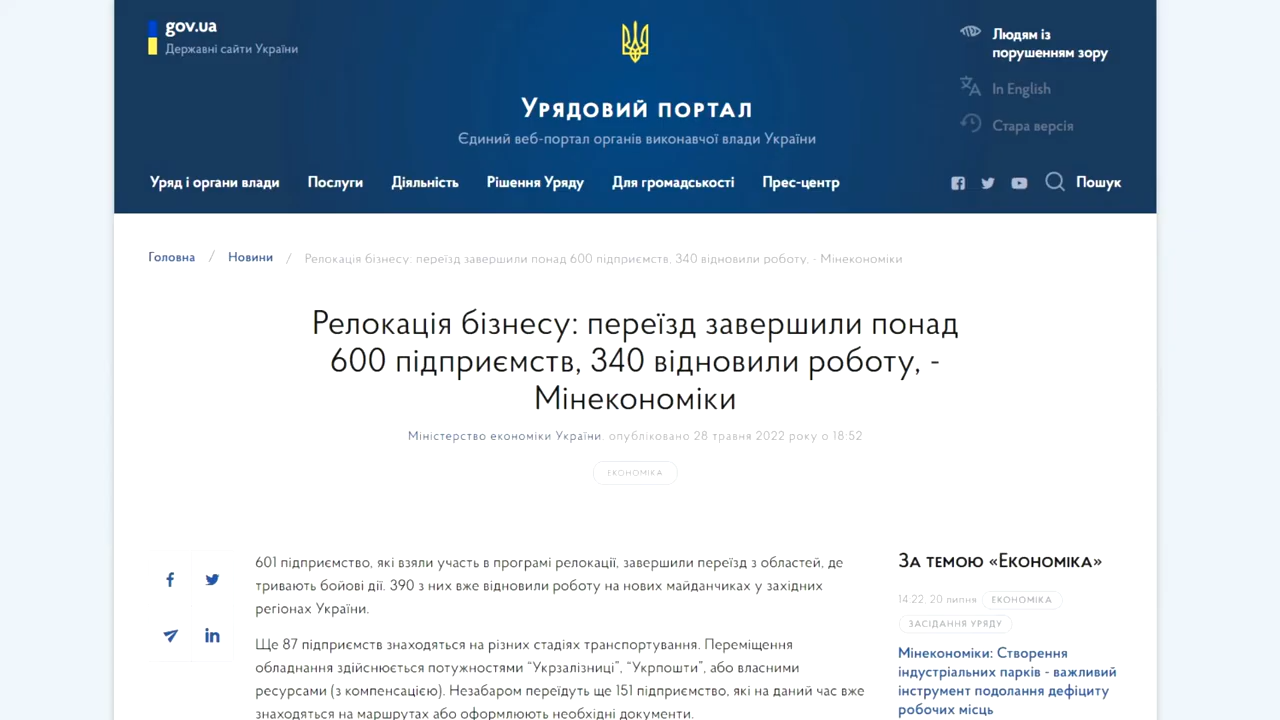 gov.ua
Державні сайти України
Людям із
порушенням зору
In English
Стара версія
Урядовий портал
Єдиний веб-портал органів виконавчої влади України
Уряд і органи влади
Послуги
Діяльність
Рішення Уряду
Для громадськості
Прес-центр
Пошук
Головна / Новини / Релокація бізнесу: переїзд завершили понад 600 підприємств, 340 відновили роботу, - Мінекономіки
Релокація бізнесу: переїзд завершили понад
600 підприємств, 340 відновили роботу, -
Мінекономіки
Міністерство економіки України, опубліковано 28 травня 2022 року о 18:52
ЕКОНОМІКА
601 підприємство, які взяли участь в програмі релокації, завершили переїзд з областей, де
тривають бойові дії. 390 з них вже відновили роботу на нових майданчиках у західних
регіонах України.
Ще 87 підприємств знаходяться на різних стадіях транспортування. Переміщення
обладнання здійснюється потужностями “Укрзалізниці”, “Укрпошти”, або власними
ресурсами (з компенсацією). Незабаром переїдуть ще 151 підприємство, які на даний час вже
знаходяться на маршрутах або оформлюють необхідні документи.
За темою «Економіка»
14:22, 20 липня ЕКОНОМІКА
ЗАСІДАННЯ УРЯДУ
Мінекономіки: Створення
індустріальних парків - важливий
інструмент подолання дефіциту
робочих місць